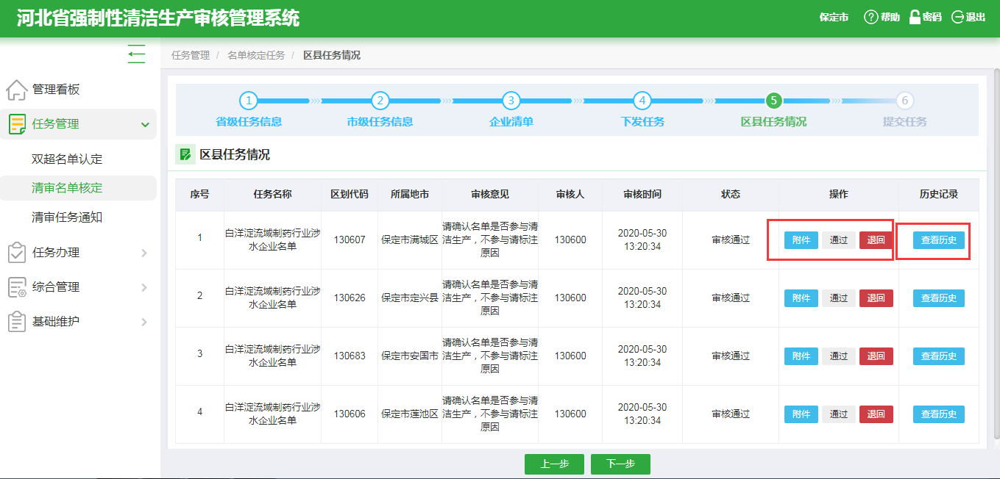 河北省强制性清洁生产审核管理系统
保定市 帮助 密码 退出
任务管理 / 名单核定任务 / 区县任务情况
管理看板
任务管理
双超名单认定
清审名单核定
清审任务通知
任务办理
综合管理
基础维护
1 2 3 4 5 6
省级任务信息 市级任务信息 企业清单 下发任务 区县任务情况 提交任务
区县任务情况
序号 任务名称 区划代码 所属地市 审核意见 审核人 审核时间 状态 操作 历史记录
1 白洋淀流域制药行业涉水企业名单 130607 保定市满城区 请确认名单是否参与清洁生产，不参与请标注原因 130600 2020-05-30 13:20:34 审核通过 附件 通过 退回 查看历史
2 白洋淀流域制药行业涉水企业名单 130626 保定市定兴县 请确认名单是否参与清洁生产，不参与请标注原因 130600 2020-05-30 13:20:34 审核通过 附件 通过 退回 查看历史
3 白洋淀流域制药行业涉水企业名单 130683 保定市安国市 请确认名单是否参与清洁生产，不参与请标注原因 130600 2020-05-30 13:20:34 审核通过 附件 通过 退回 查看历史
4 白洋淀流域制药行业涉水企业名单 130606 保定市莲池区 请确认名单是否参与清洁生产，不参与请标注原因 130600 2020-05-30 13:20:34 审核通过 附件 通过 退回 查看历史
上一步 下一步